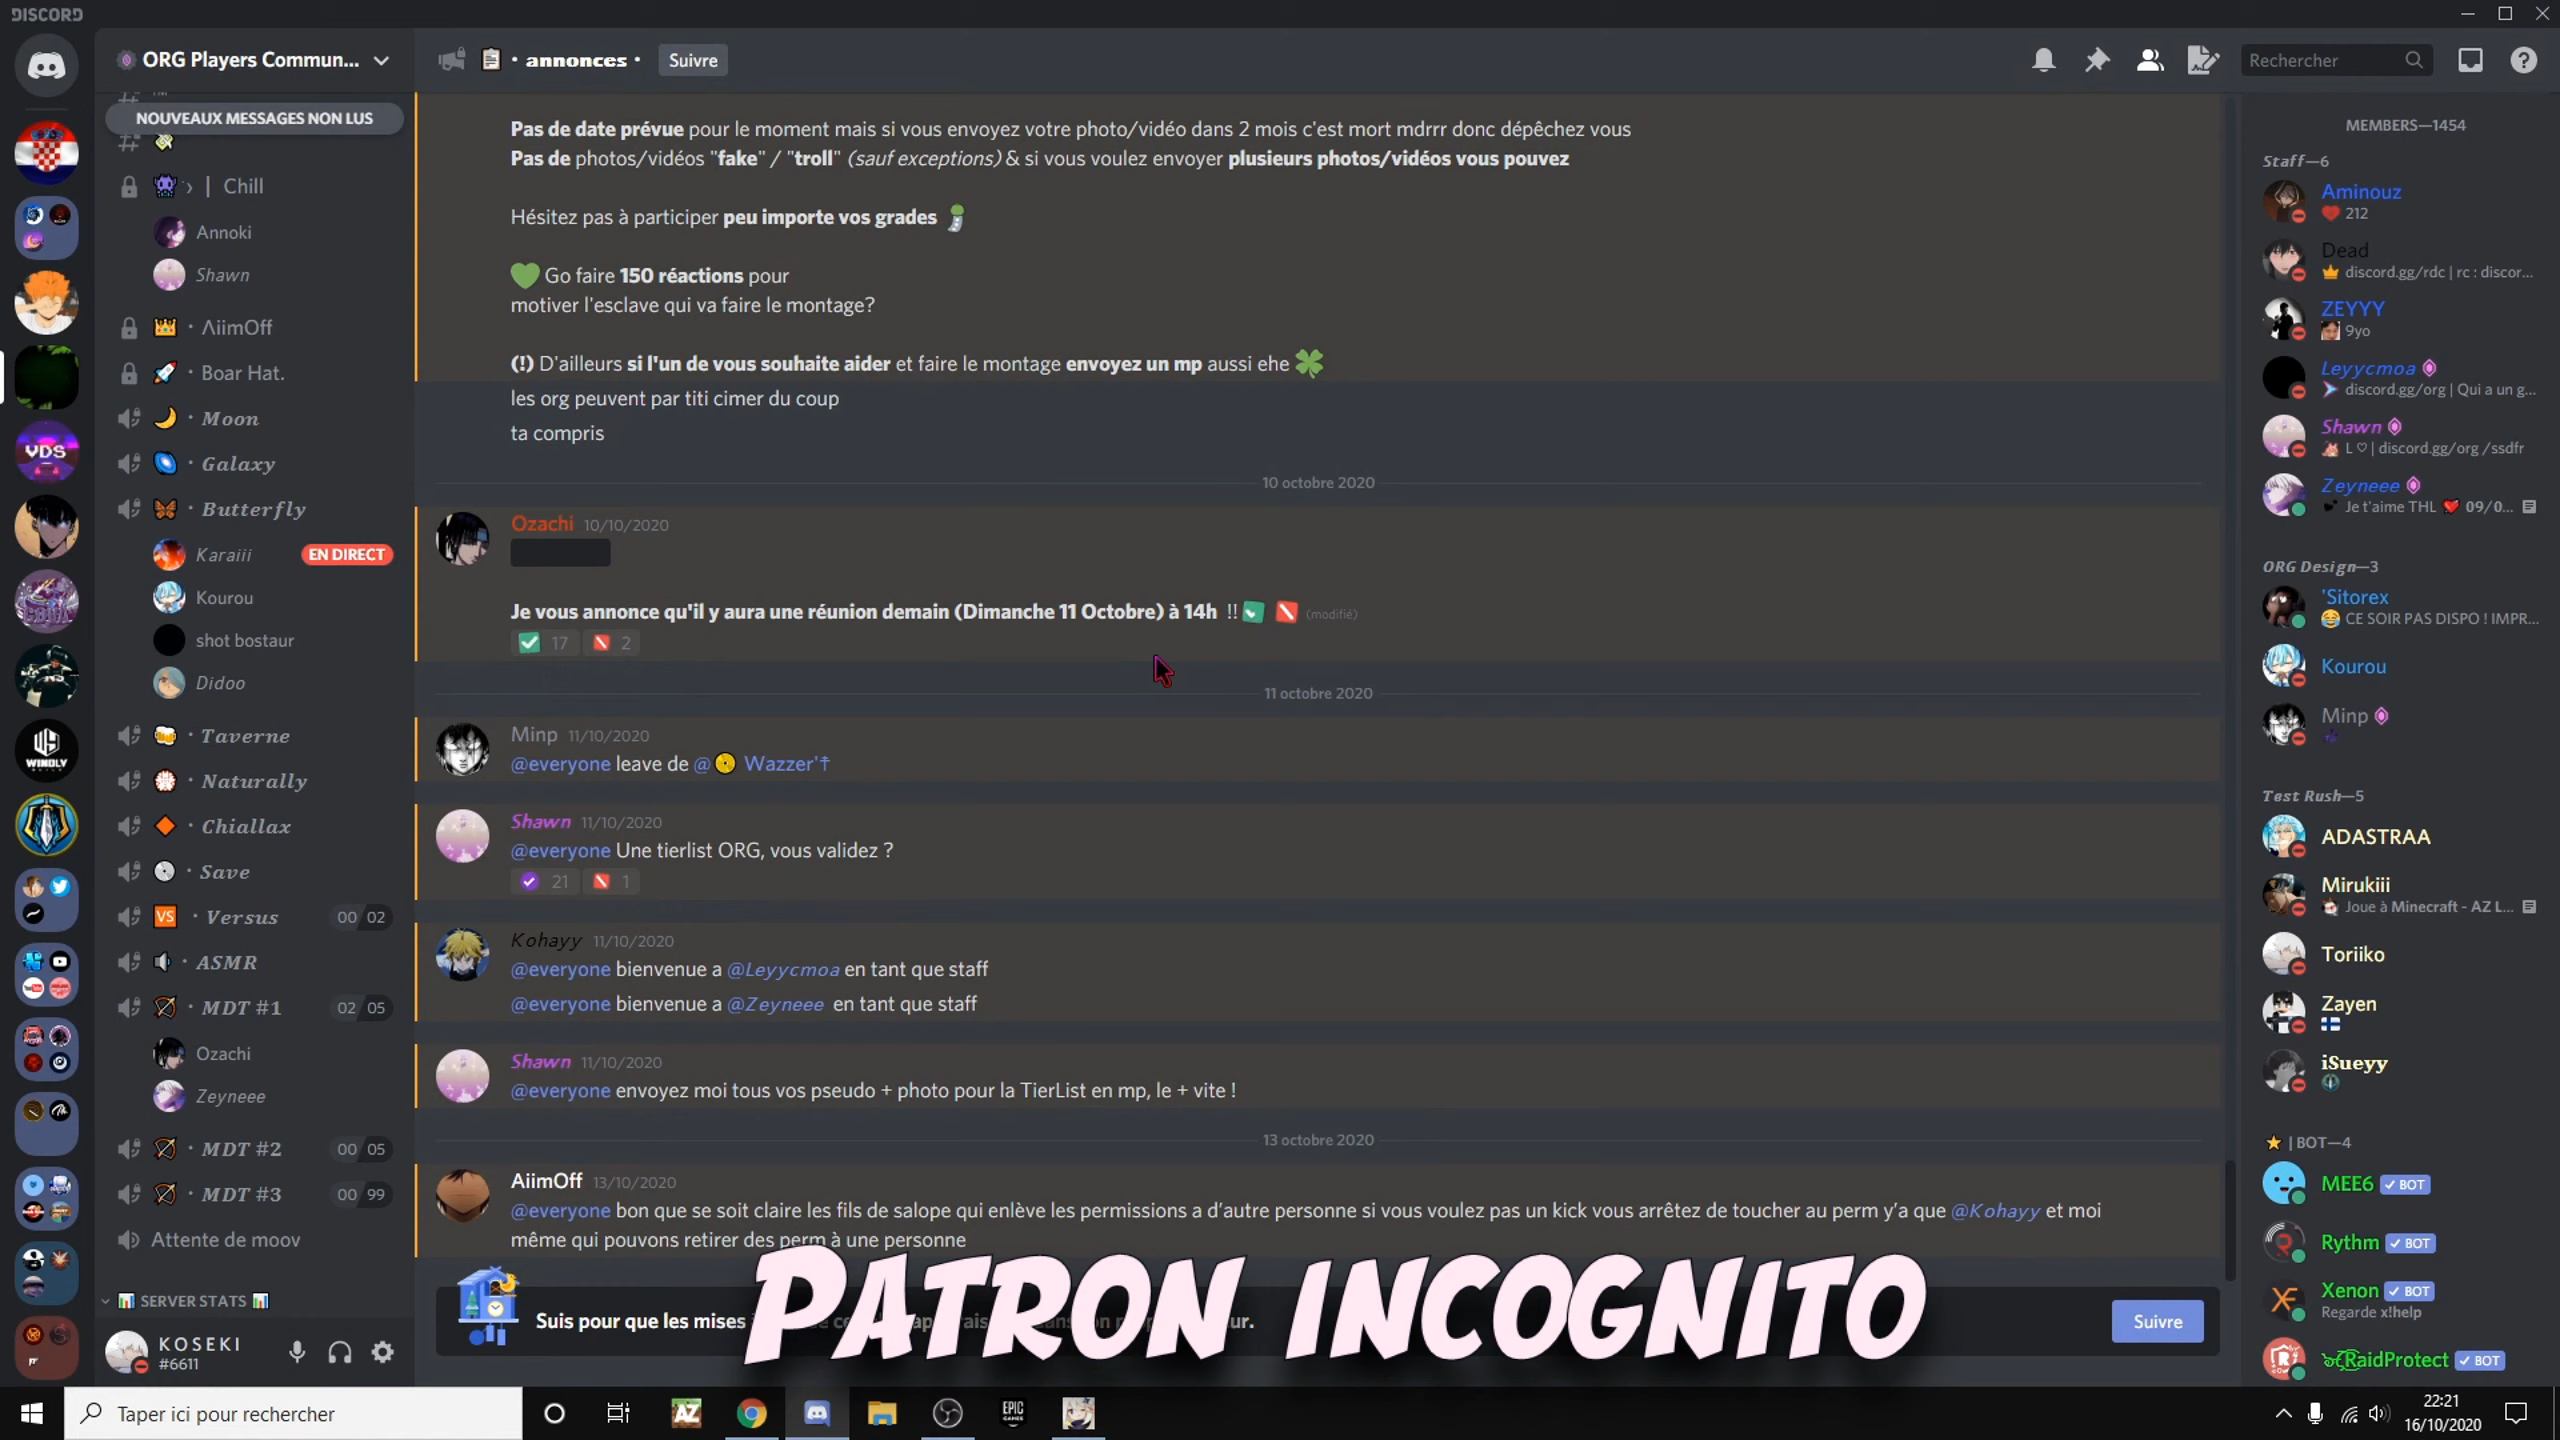 DISCORD
ORG Players Commun...
• annonces •
Suivre
Rechercher
NOUVEAUX MESSAGES NON LUS
| Chill
Annoki
Shawn
• ΛiimOff
• Boar Hat.
• Moon
• Galaxy
• Butterfly
Karaiii
EN DIRECT
Kourou
shot bostaur
Didoo
• Taverne
• Naturally
• Chiallax
• Save
VS • Versus 00 02
• ASMR
• MDT #1 02 05
Ozachi
Zeyneee
• MDT #2 00 05
• MDT #3 00 99
Attente de moov
SERVER STATS
KOSEKI
#6611
Pas de date prévue pour le moment mais si vous envoyez votre photo/vidéo dans 2 mois c'est mort mdrrr donc dépêchez vous
Pas de photos/vidéos "fake" / "troll" (sauf exceptions) & si vous voulez envoyer plusieurs photos/vidéos vous pouvez
Hésitez pas à participer peu importe vos grades
Go faire 150 réactions pour
motiver l'esclave qui va faire le montage?
(!) D'ailleurs si l'un de vous souhaite aider et faire le montage envoyez un mp aussi ehe
les org peuvent par titi cimer du coup
ta compris
10 octobre 2020
Ozachi 10/10/2020
Je vous annonce qu'il y aura une réunion demain (Dimanche 11 Octobre) à 14h !! (modifié)
17 2
11 octobre 2020
Minp 11/10/2020
@everyone leave de @ Wazzer'†
Shawn 11/10/2020
@everyone Une tierlist ORG, vous validez ?
21 1
Kohayy 11/10/2020
@everyone bienvenue a @Leyycmoa en tant que staff
@everyone bienvenue a @Zeyneee en tant que staff
Shawn 11/10/2020
@everyone envoyez moi tous vos pseudo + photo pour la TierList en mp, le + vite !
13 octobre 2020
AiimOff 13/10/2020
@everyone bon que se soit claire les fils de salope qui enlève les permissions a d'autre personne si vous voulez pas un kick vous arrêtez de toucher au perm y'a que @Kohayy et moi
même qui pouvons retirer des perm à une personne
Suis pour que les mises
ur.
Suivre
PATRON INCOGNITO
MEMBERS—1454
Staff—6
Aminouz
212
Dead
discord.gg/rdc | rc : discor...
ZEYYY
9yo
Leyycmoa
discord.gg/org | Qui a un g...
Shawn
L ♡ | discord.gg/org /ssdfr
Zeyneee
Je t'aime THL ❤️ 09/0...
ORG Design—3
'Sitorex
CE SOIR PAS DISPO ! IMPR...
Kourou
Minp
Test Rush—5
ADASTRAA
Mirukiii
Joue à Minecraft - AZ L...
Toriiko
Zayen
iSueyy
| BOT—4
MEE6 ✓ BOT
Rythm ✓ BOT
Xenon ✓ BOT
Regarde x!help
RaidProtect ✓ BOT
VDS
WINDLY
Taper ici pour rechercher
AZ
EPIC GAMES
22:21
16/10/2020